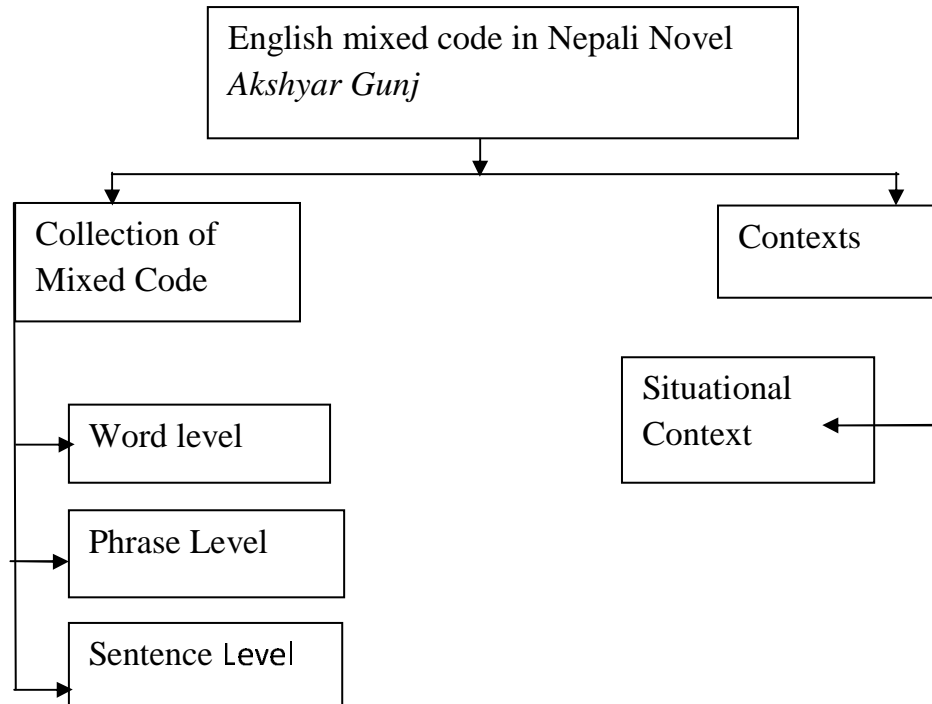 English mixed code in Nepali Novel
Akshyar Gunj
Collection of
Mixed Code
Contexts
Situational
Context
Word level
Phrase Level
Sentence Level